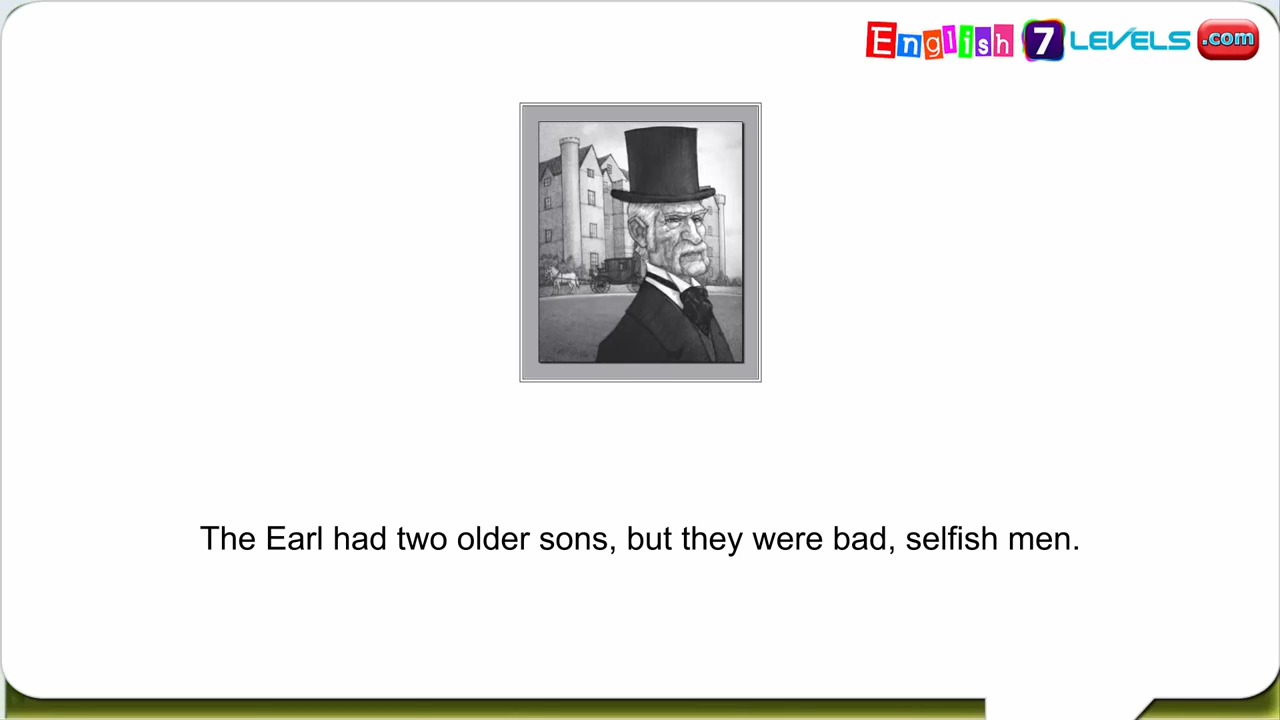 English 7 LEVELS .com
The Earl had two older sons, but they were bad, selfish men.